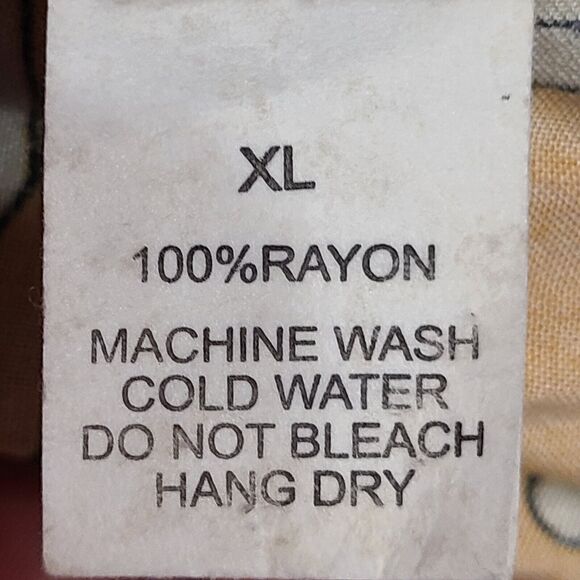 XL
100%RAYON
MACHINE WASH
COLD WATER
DO NOT BLEACH
HANG DRY